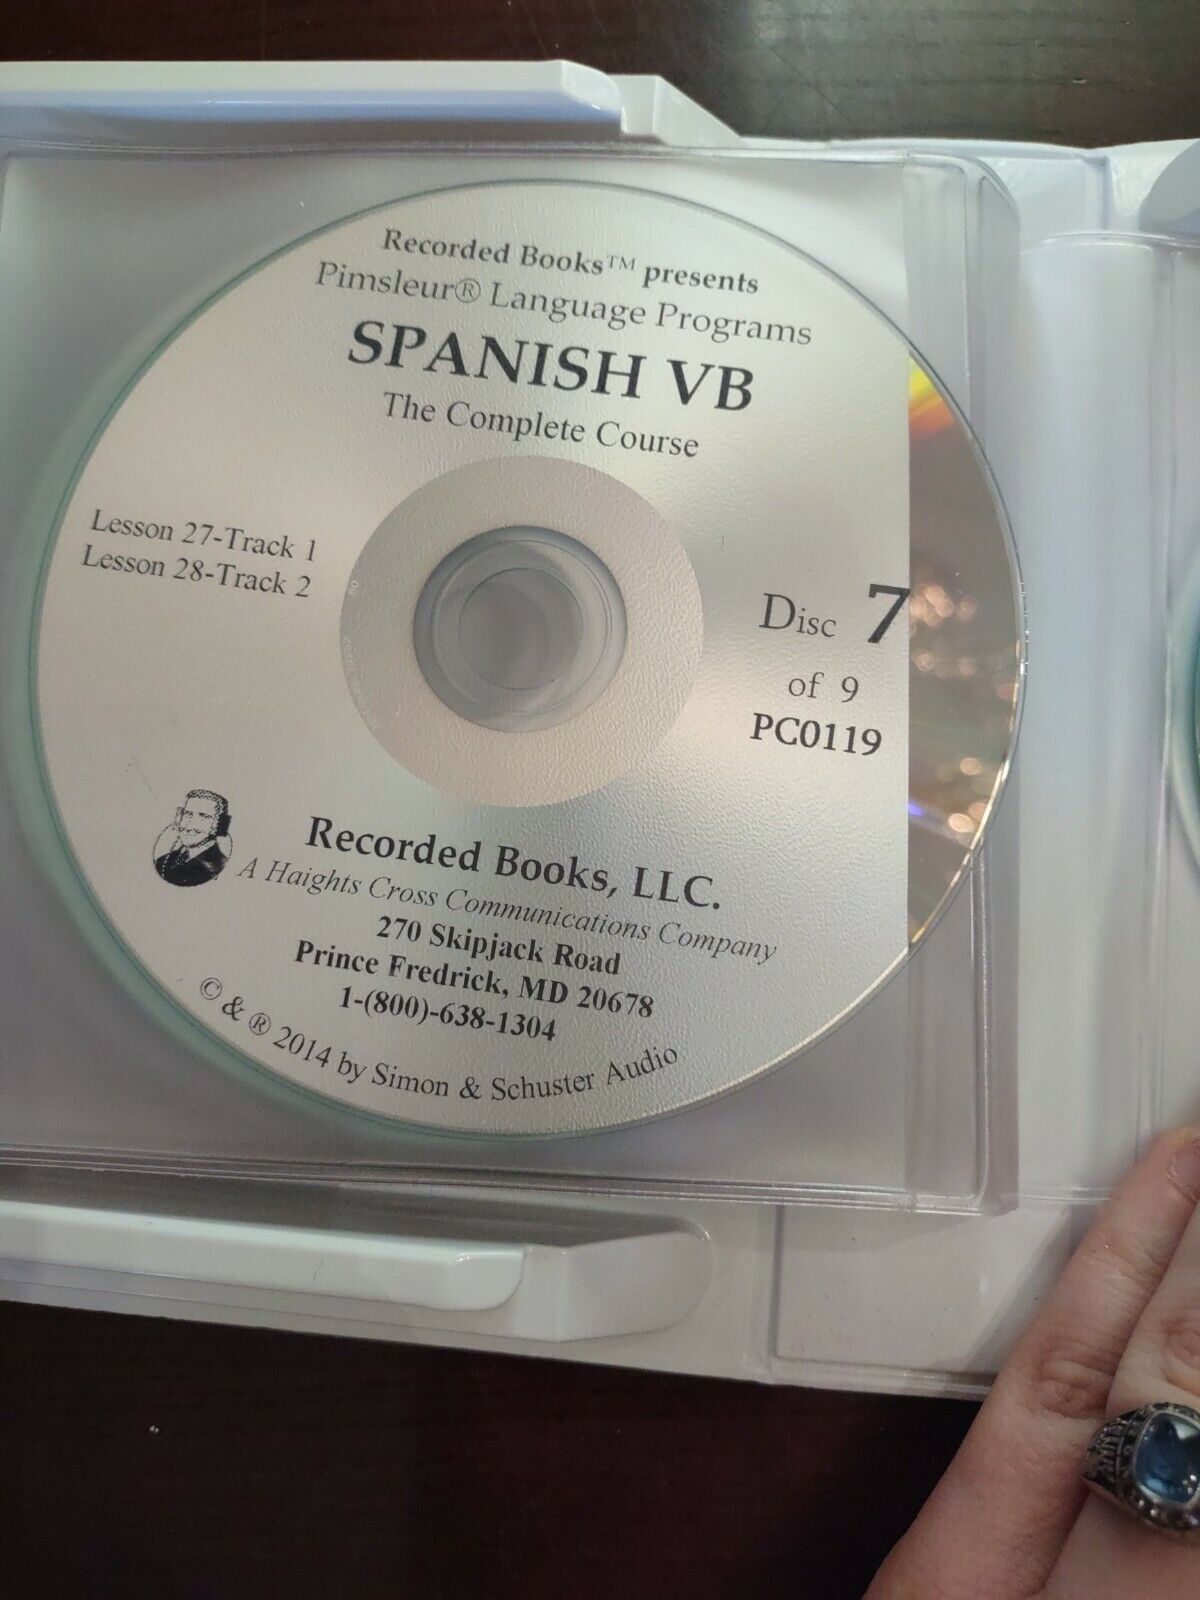 Recorded Books™ presents
Pimsleur® Language Programs
SPANISH VB
The Complete Course
Lesson 27-Track 1
Lesson 28-Track 2
Disc 7
of 9
PC0119
Recorded Books, LLC.
A Haights Cross Communications Company
270 Skipjack Road
Prince Fredrick, MD 20678
1-(800)-638-1304
© & ® 2014 by Simon & Schuster Audio